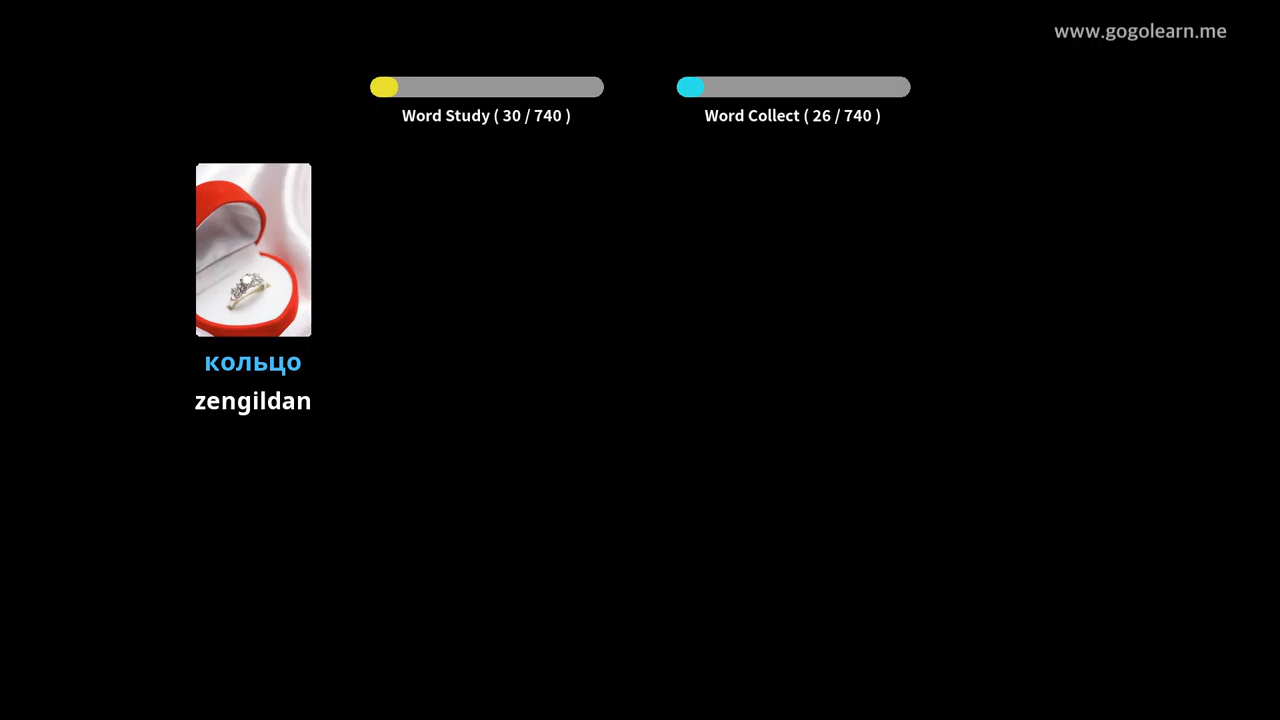 www.gogolearn.me
Word Study ( 30 / 740 )
Word Collect ( 26 / 740 )
кольцо
zengildan